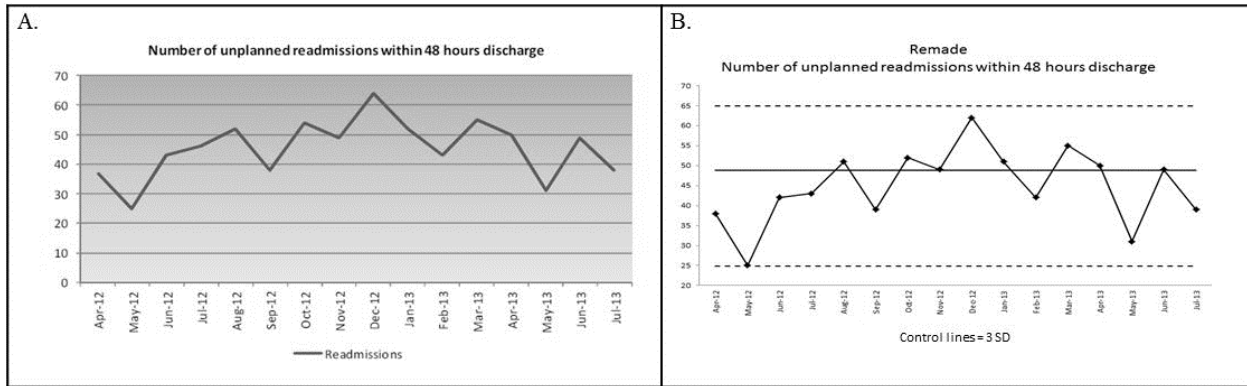 A.
Number of unplanned readmissions within 48 hours discharge
70
60
50
40
30
20
10
0
Apr-12
May-12
Jun-12
Jul-12
Aug-12
Sep-12
Oct-12
Nov-12
Dec-12
Jan-13
Feb-13
Mar-13
Apr-13
May-13
Jun-13
Jul-13
Readmissions
B.
Remade
Number of unplanned readmissions within 48 hours discharge
70
65
60
55
50
45
40
35
30
25
20
Apr-12
May-12
Jun-12
Jul-12
Aug-12
Sep-12
Oct-12
Nov-12
Dec-12
Jan-13
Feb-13
Mar-13
Apr-13
May-13
Jun-13
Jul-13
Control lines = 3 SD